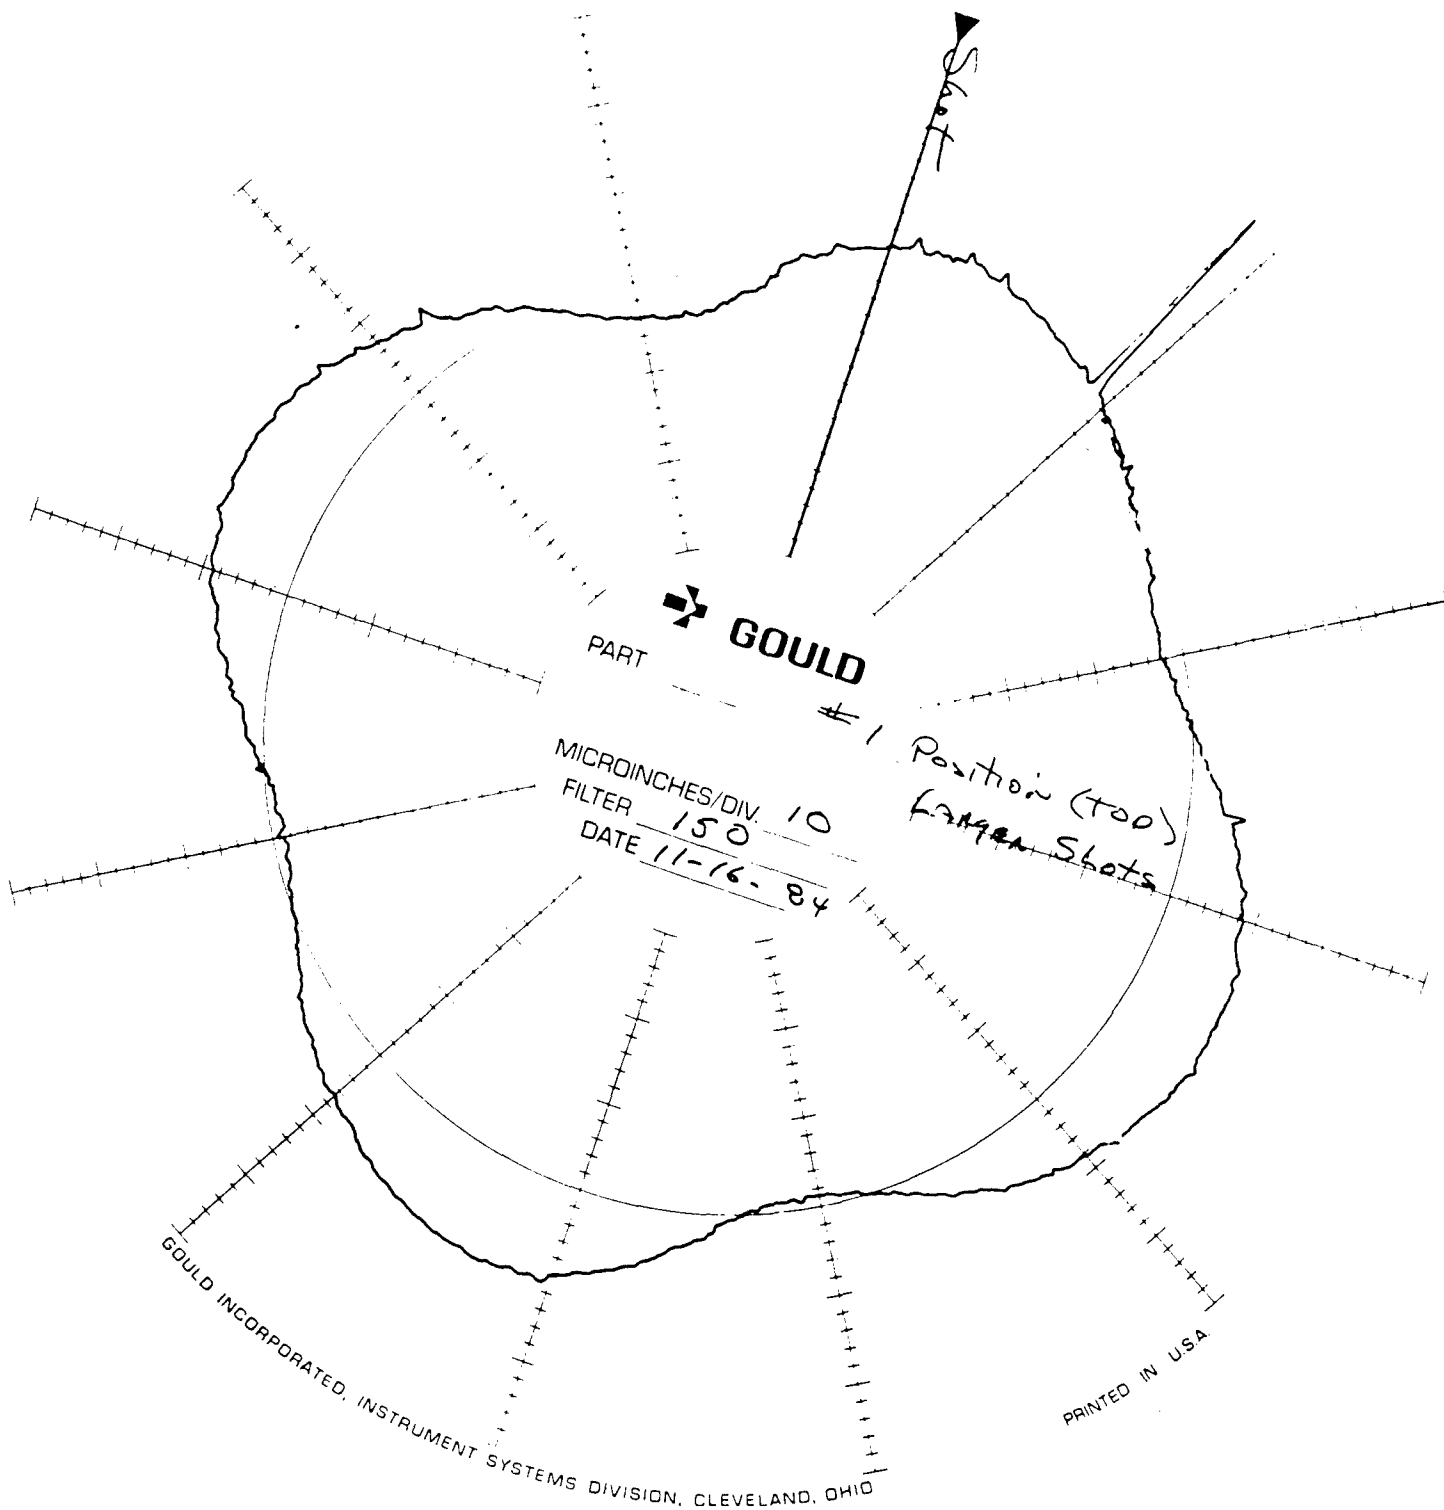 Shot
GOULD
PART
#1 Position (TOP)
Larger Shots
MICROINCHES/DIV. 10
FILTER 150
DATE 11-16-84
GOULD INCORPORATED, INSTRUMENT SYSTEMS DIVISION, CLEVELAND, OHIO
PRINTED IN U.S.A.